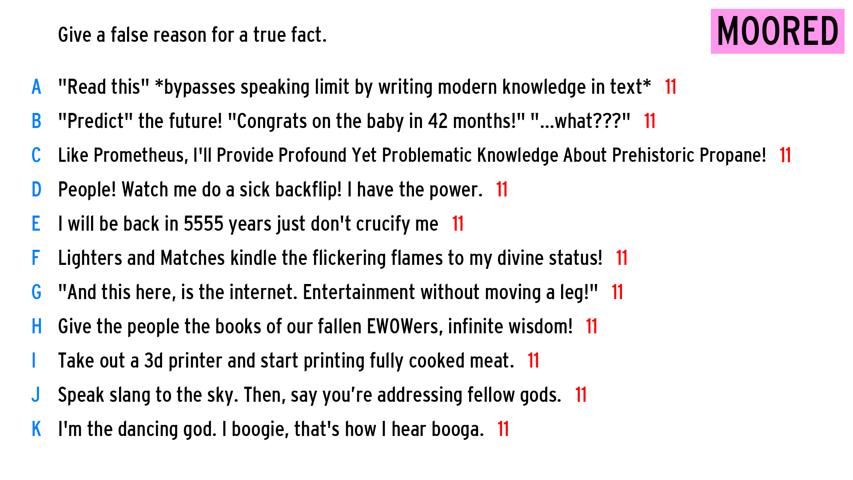 Give a false reason for a true fact.
MOORED
A "Read this" *bypasses speaking limit by writing modern knowledge in text* 11
B "Predict" the future! "Congrats on the baby in 42 months!" "...what???" 11
C Like Prometheus, I'll Provide Profound Yet Problematic Knowledge About Prehistoric Propane! 11
D People! Watch me do a sick backflip! I have the power. 11
E I will be back in 5555 years just don't crucify me 11
F Lighters and Matches kindle the flickering flames to my divine status! 11
G "And this here, is the internet. Entertainment without moving a leg!" 11
H Give the people the books of our fallen EWOWers, infinite wisdom! 11
I Take out a 3d printer and start printing fully cooked meat. 11
J Speak slang to the sky. Then, say you’re addressing fellow gods. 11
K I'm the dancing god. I boogie, that's how I hear booga. 11